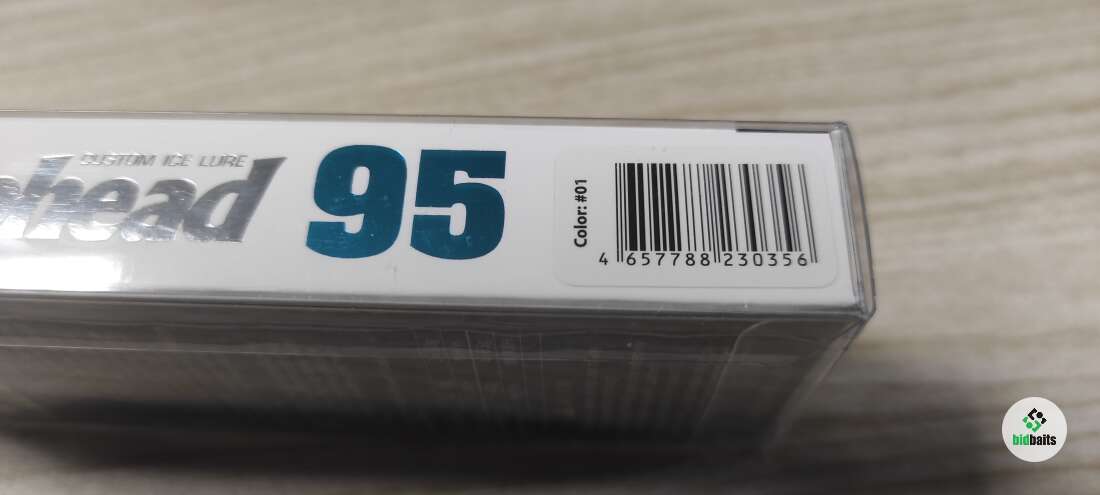 CUSTOM ICE LURE
head
95
Color: #01
4 657788 230356
bidbaits